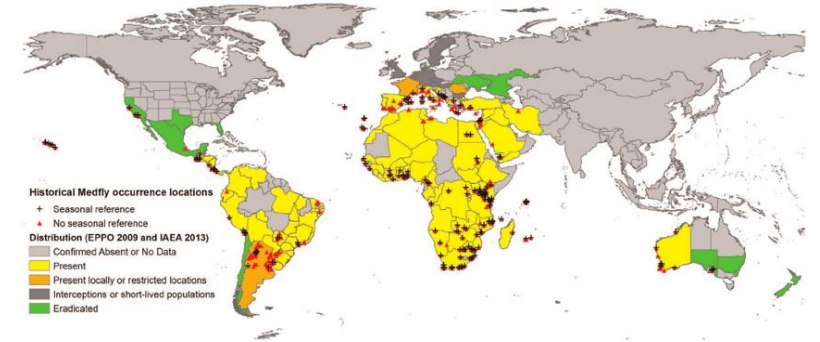 Historical Medfly occurrence locations
Seasonal reference
No seasonal reference
Distribution (EPPO 2009 and IAEA 2013)
Confirmed Absent or No Data
Present
Present locally or restricted locations
Interceptions or short-lived populations
Eradicated